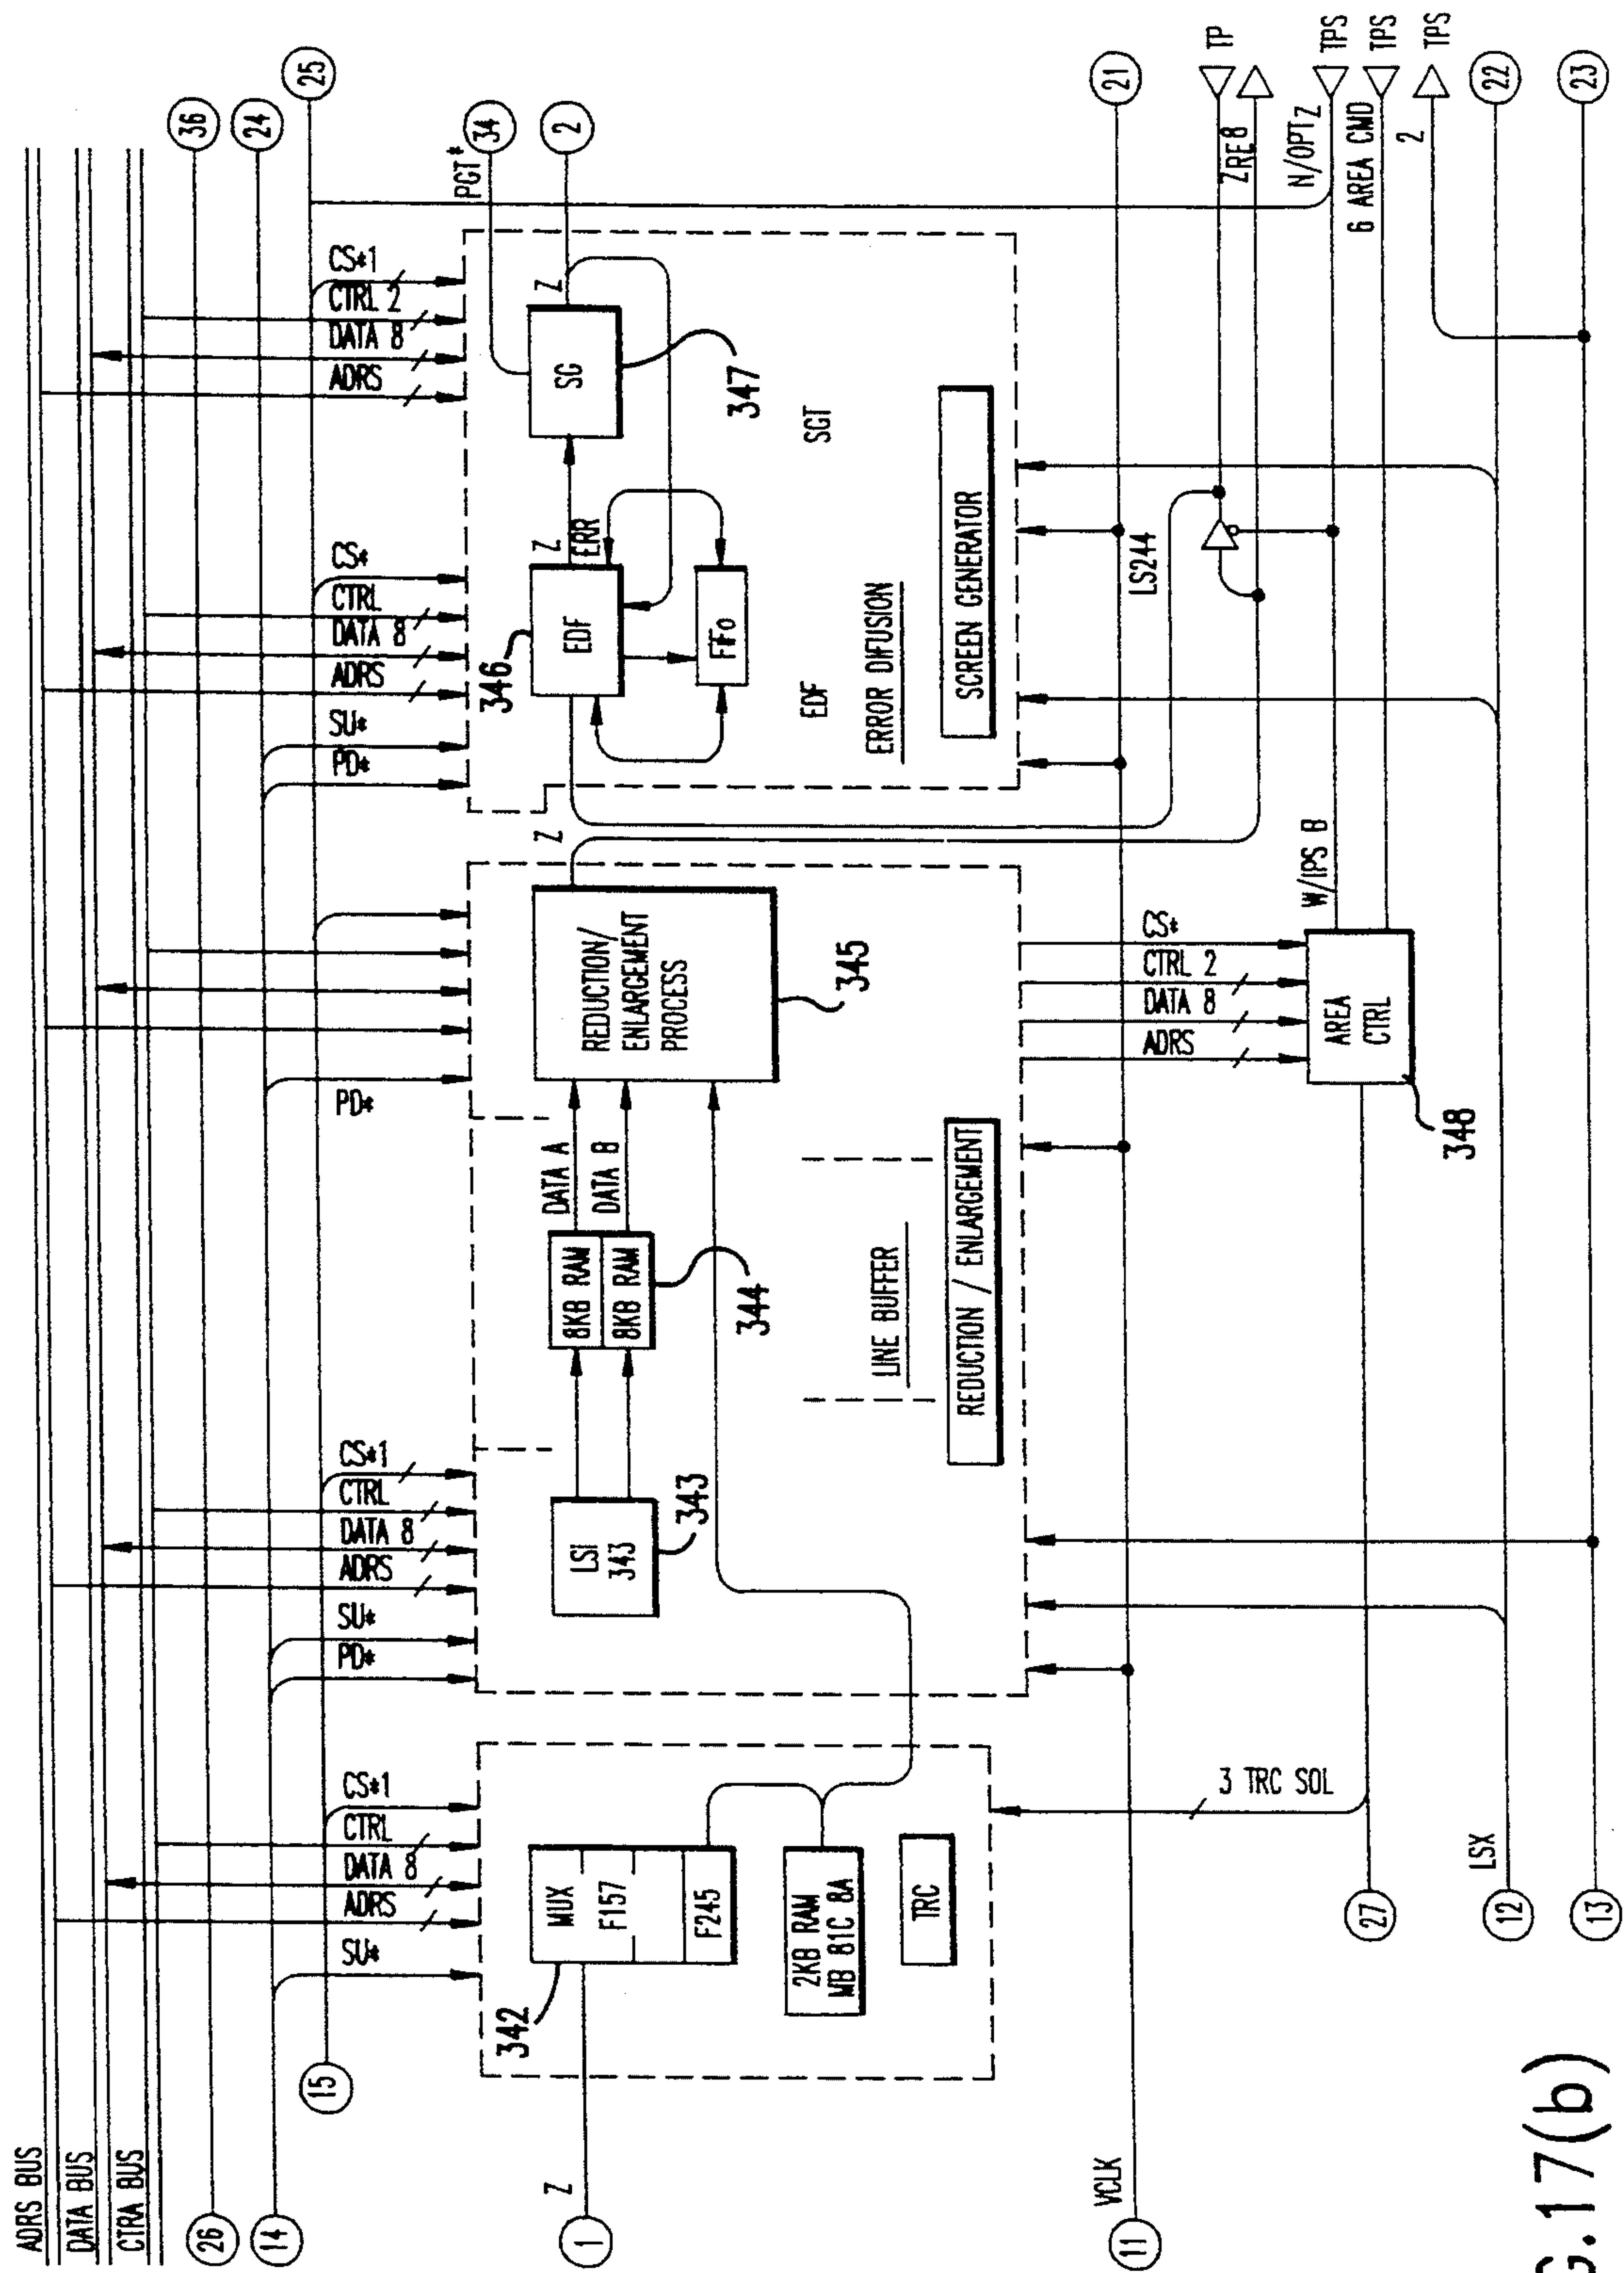 ADRS BUS
DATA BUS
CTRA BUS
26
14
15
36
24
25
SU*
ADRS
DATA 8
CTRL
CS*1
PD*
SU*
ADRS
DATA 8
CTRL
CS*1
PD*
PD*
SU*
ADRS
DATA 8
CTRL
CS*
ADRS
DATA 8
CTRL 2
CS*1
PGT*
34
1
Z
342
MUX
F157
F245
2KB RAM
MB 81C 8A
TRC
LSI
343
343
8KB RAM
8KB RAM
344
DATA A
DATA B
REDUCTION/
ENLARGEMENT
PROCESS
345
LINE BUFFER
REDUCTION / ENLARGEMENT
Z
346
EDF
Z
ERR
FFo
SG
Z
2
347
EDF
SGT
ERROR DIFUSION
SCREEN GENERATOR
VCLK
11
21
LS244
TP
ZRE8
N/OPTZ
TPS
6 AREA CMD
TPS
2
TPS
3 TRC SOL
27
ADRS
DATA 8
CTRL 2
CS*
AREA
CTRL
348
W/IPS B
LSX
12
22
13
23
G.17(b)